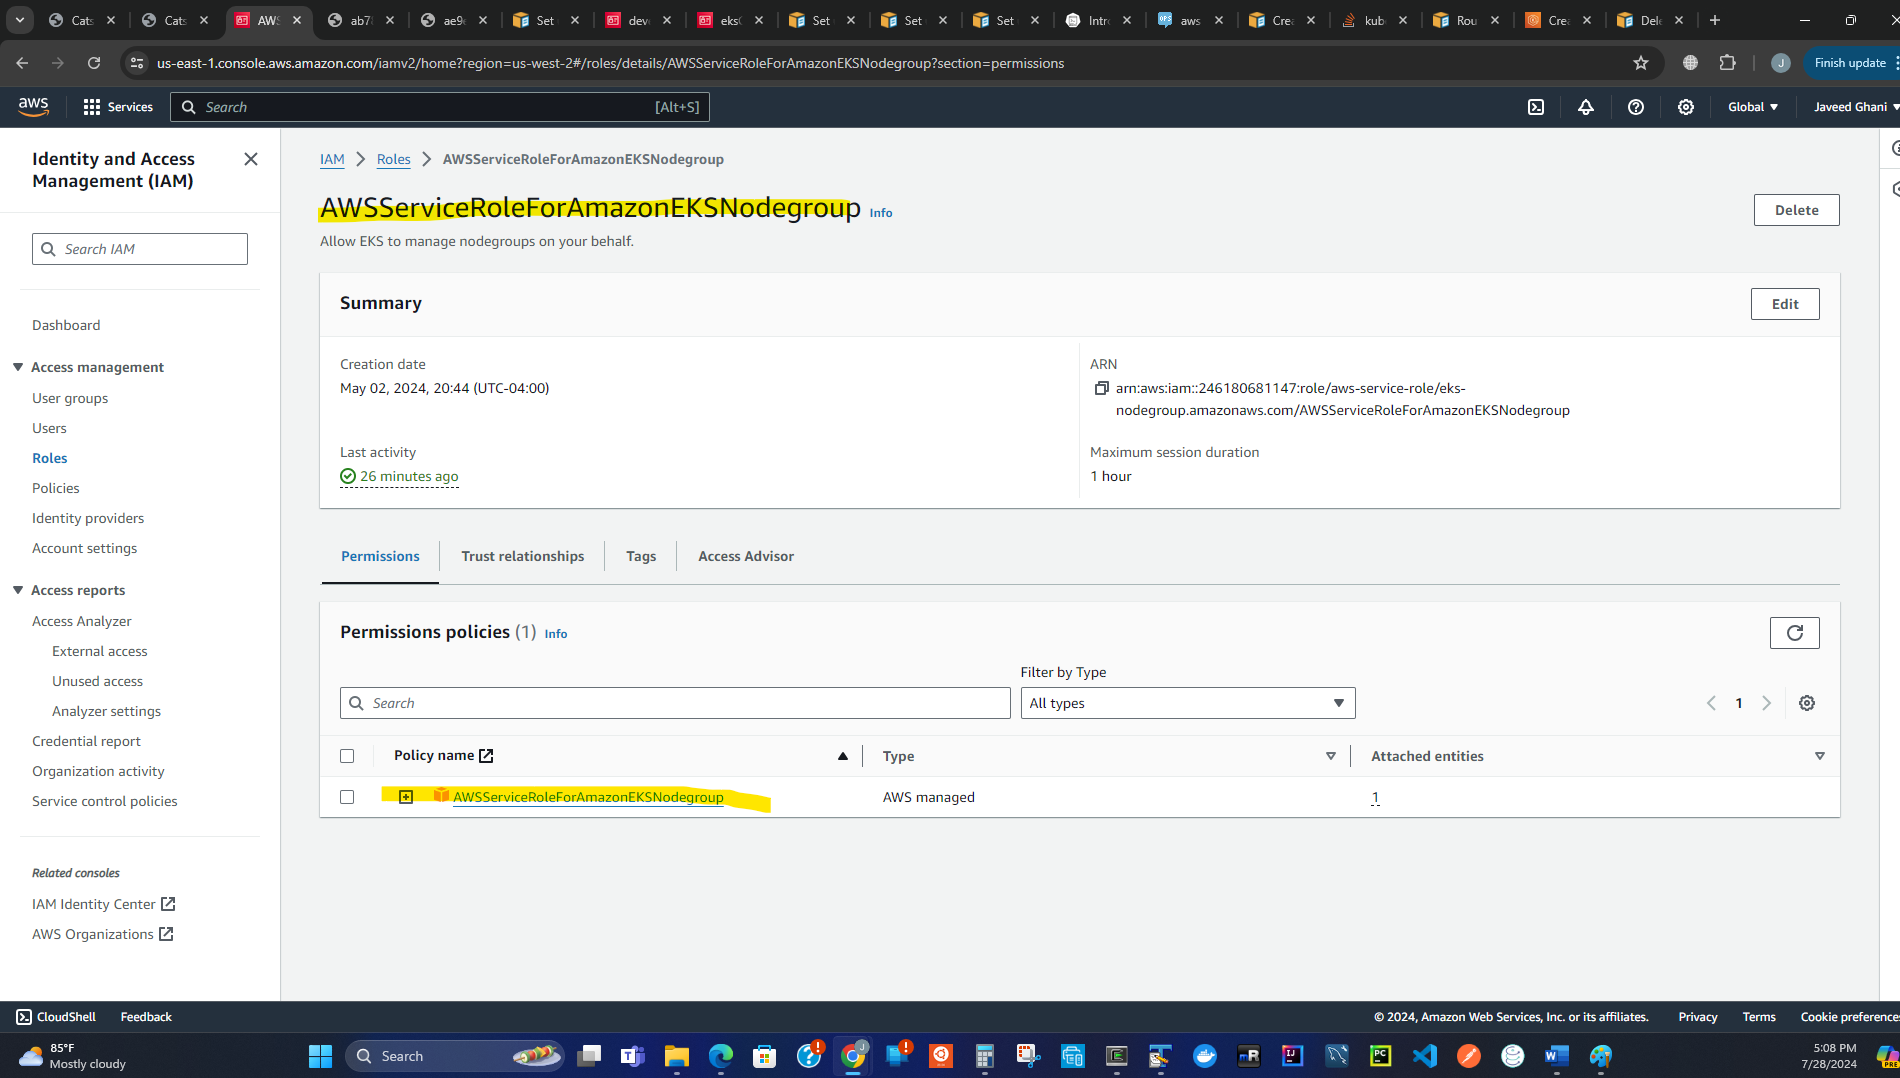 Cats
Cats
AWS
ab78
ae9e
Set
deve
eks
Set
Set
Set
Intro
aws
Crea
kube
Rou
Crea
Dele
us-east-1.console.aws.amazon.com/iamv2/home?region=us-west-2#/roles/details/AWSServiceRoleForAmazonEKSNodegroup?section=permissions
J
Finish update
aws
Services
Search
[Alt+S]
Global
Javeed Ghani
Identity and Access
Management (IAM)
Search IAM
Dashboard
Access management
User groups
Users
Roles
Policies
Identity providers
Account settings
Access reports
Access Analyzer
External access
Unused access
Analyzer settings
Credential report
Organization activity
Service control policies
Related consoles
IAM Identity Center
AWS Organizations
IAM
Roles
AWSServiceRoleForAmazonEKSNodegroup
AWSServiceRoleForAmazonEKSNodegroup Info
Allow EKS to manage nodegroups on your behalf.
Delete
Summary
Edit
Creation date
May 02, 2024, 20:44 (UTC-04:00)
ARN
arn:aws:iam::246180681147:role/aws-service-role/eks-
nodegroup.amazonaws.com/AWSServiceRoleForAmazonEKSNodegroup
Last activity
26 minutes ago
Maximum session duration
1 hour
Permissions
Trust relationships
Tags
Access Advisor
Permissions policies (1) Info
Filter by Type
Search
All types
1
Policy name
Type
Attached entities
AWSServiceRoleForAmazonEKSNodegroup
AWS managed
1
CloudShell
Feedback
© 2024, Amazon Web Services, Inc. or its affiliates.
Privacy
Terms
Cookie preferences
85°F
Mostly cloudy
Search
5:08 PM
7/28/2024